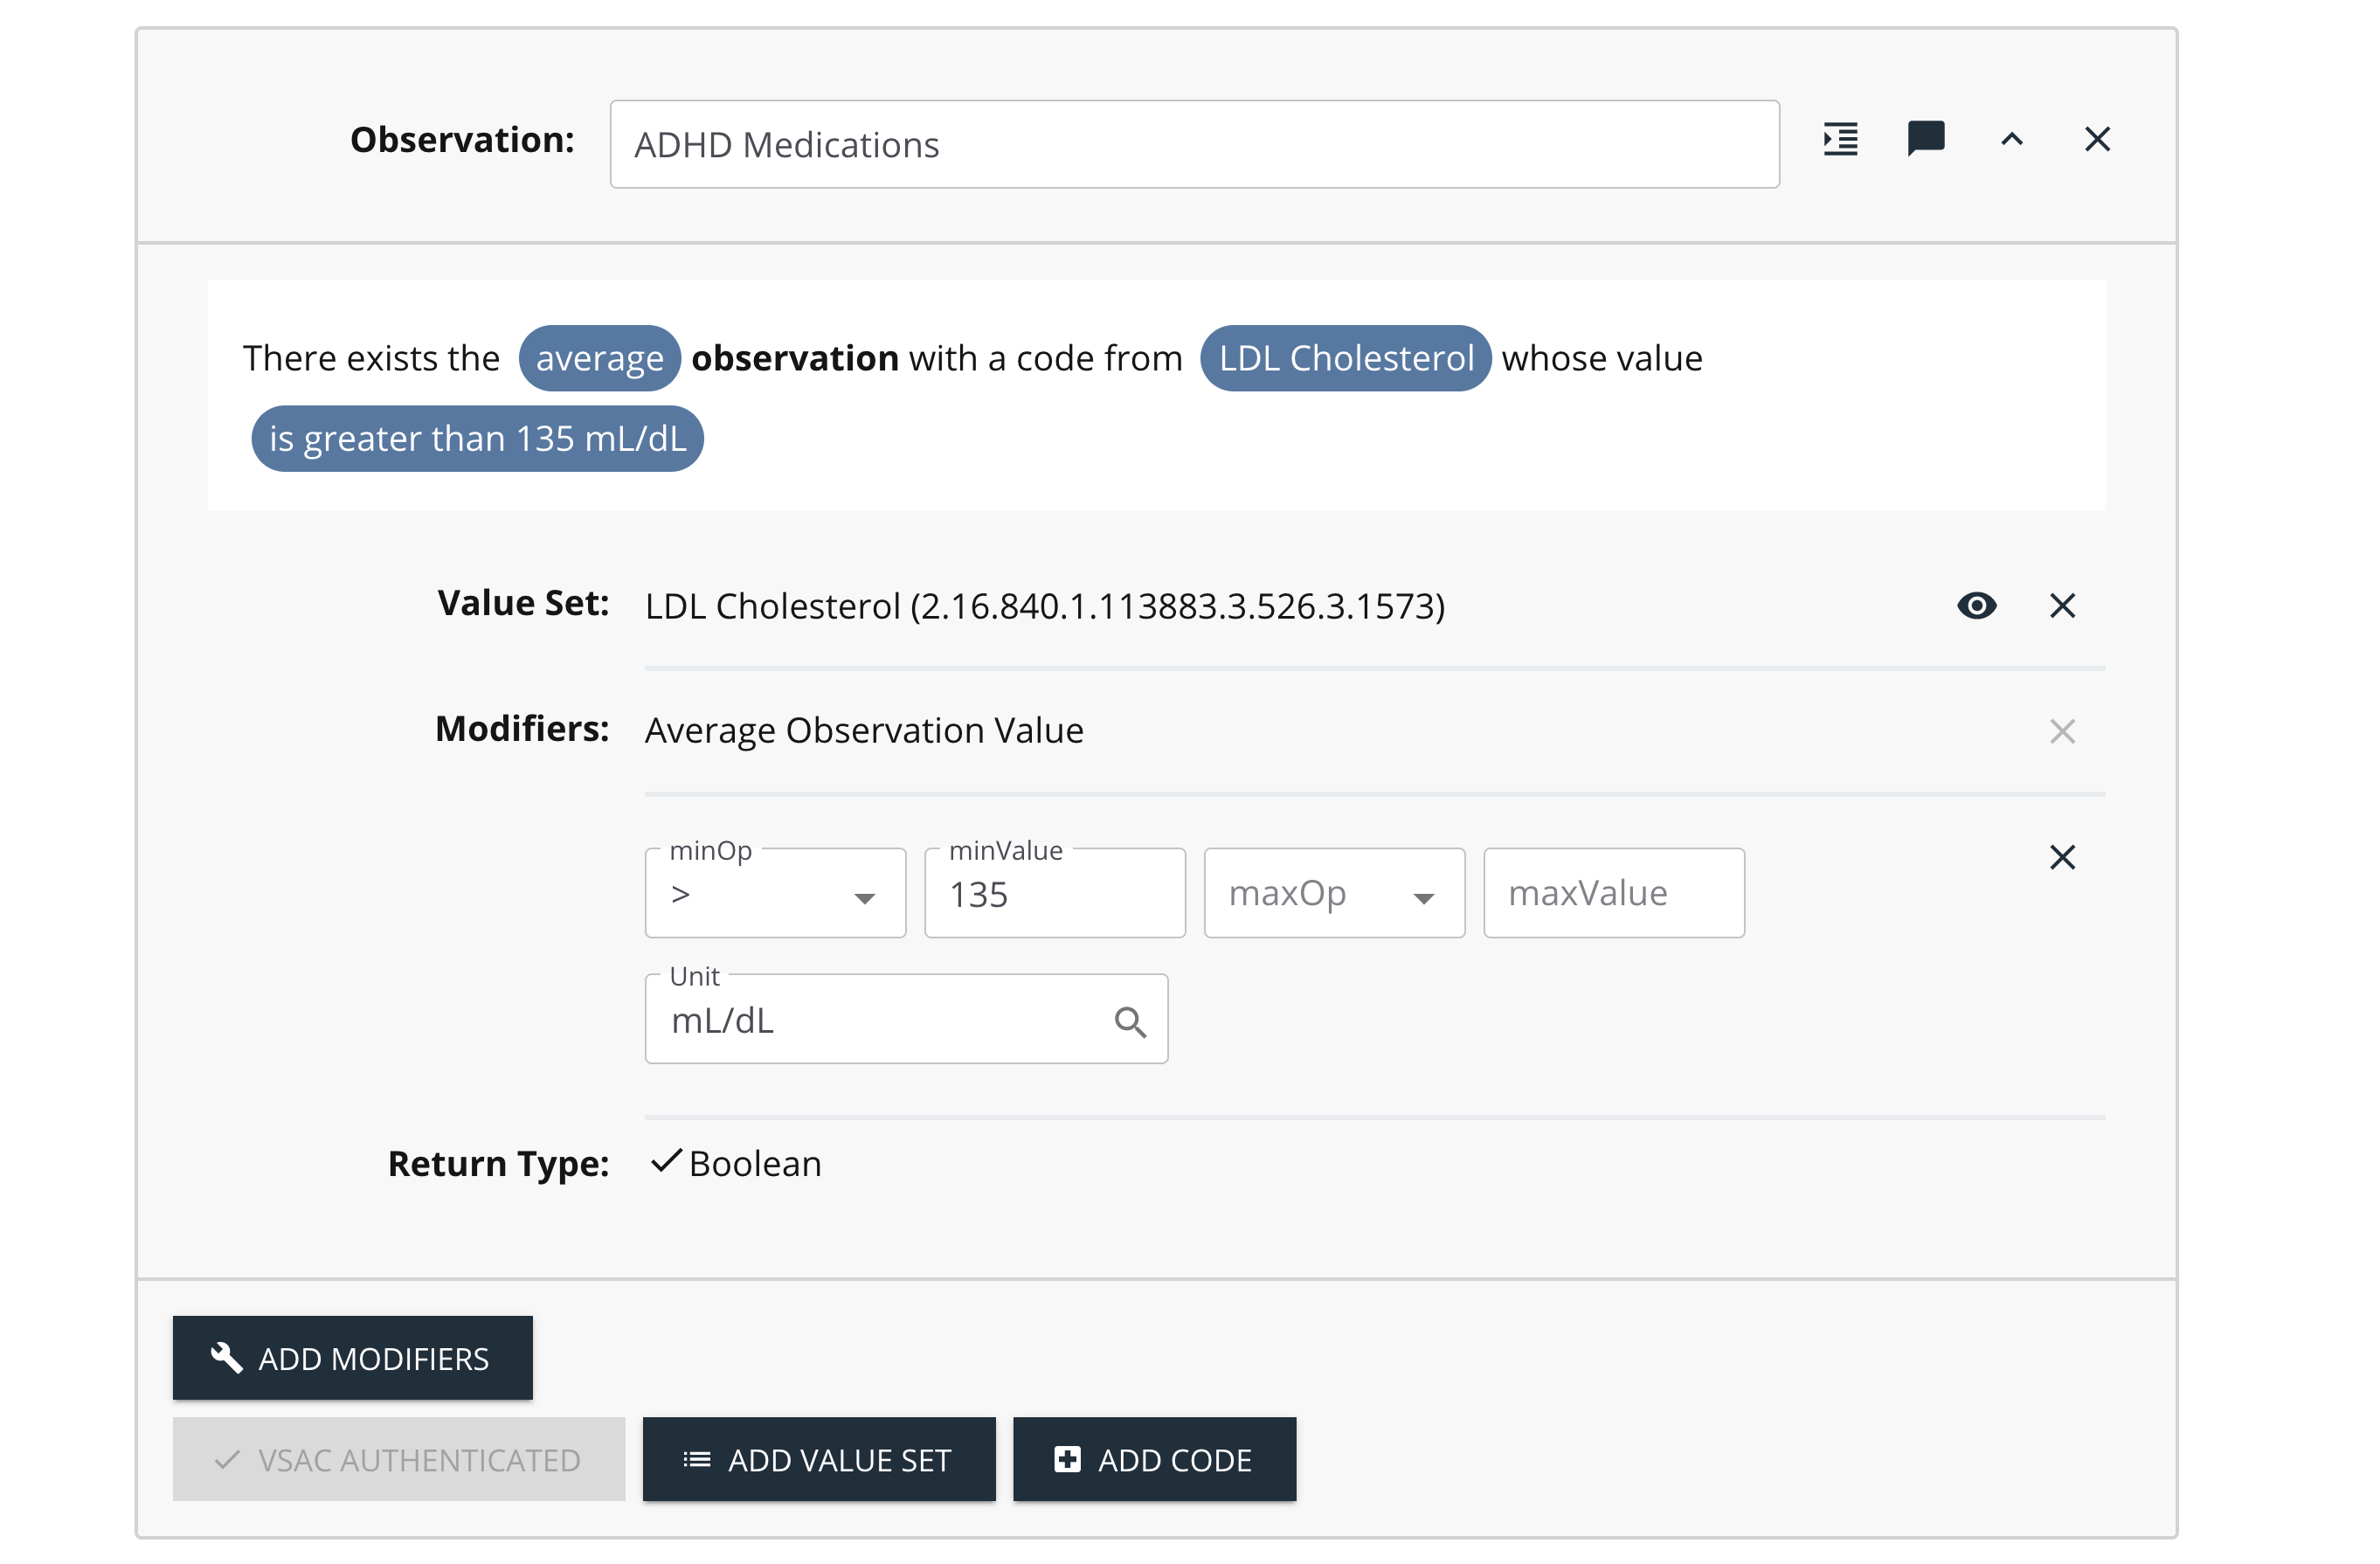 Observation: ADHD Medications
There exists the average observation with a code from LDL Cholesterol whose value
is greater than 135 mL/dL
Value Set: LDL Cholesterol (2.16.840.1.113883.3.526.3.1573)
Modifiers: Average Observation Value
minOp minValue
> 135 maxOp maxValue
Unit
mL/dL
Return Type: Boolean
ADD MODIFIERS
VSAC AUTHENTICATED ADD VALUE SET ADD CODE